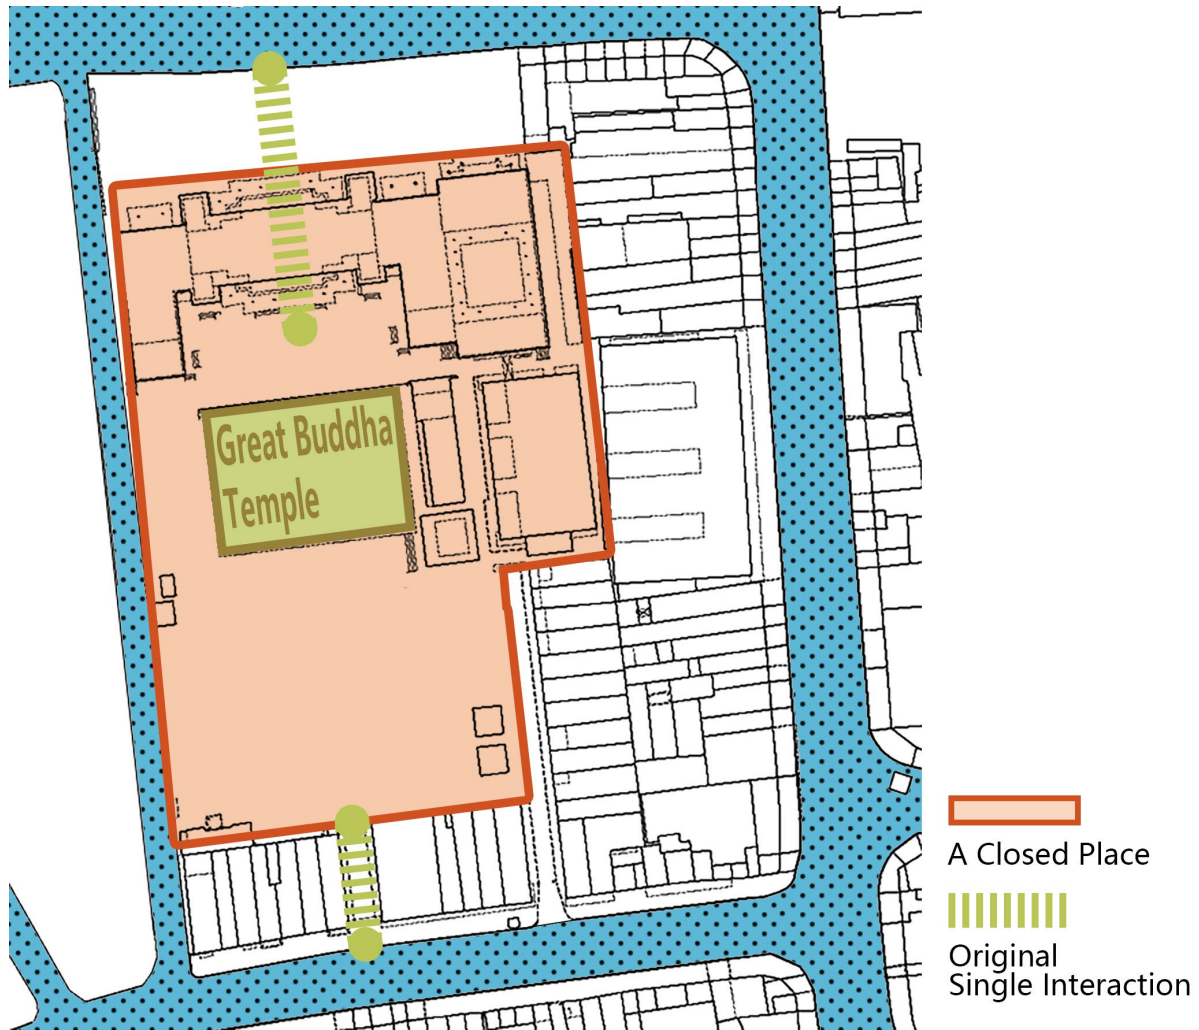 Great Buddha
Temple
A Closed Place
Original
Single Interaction